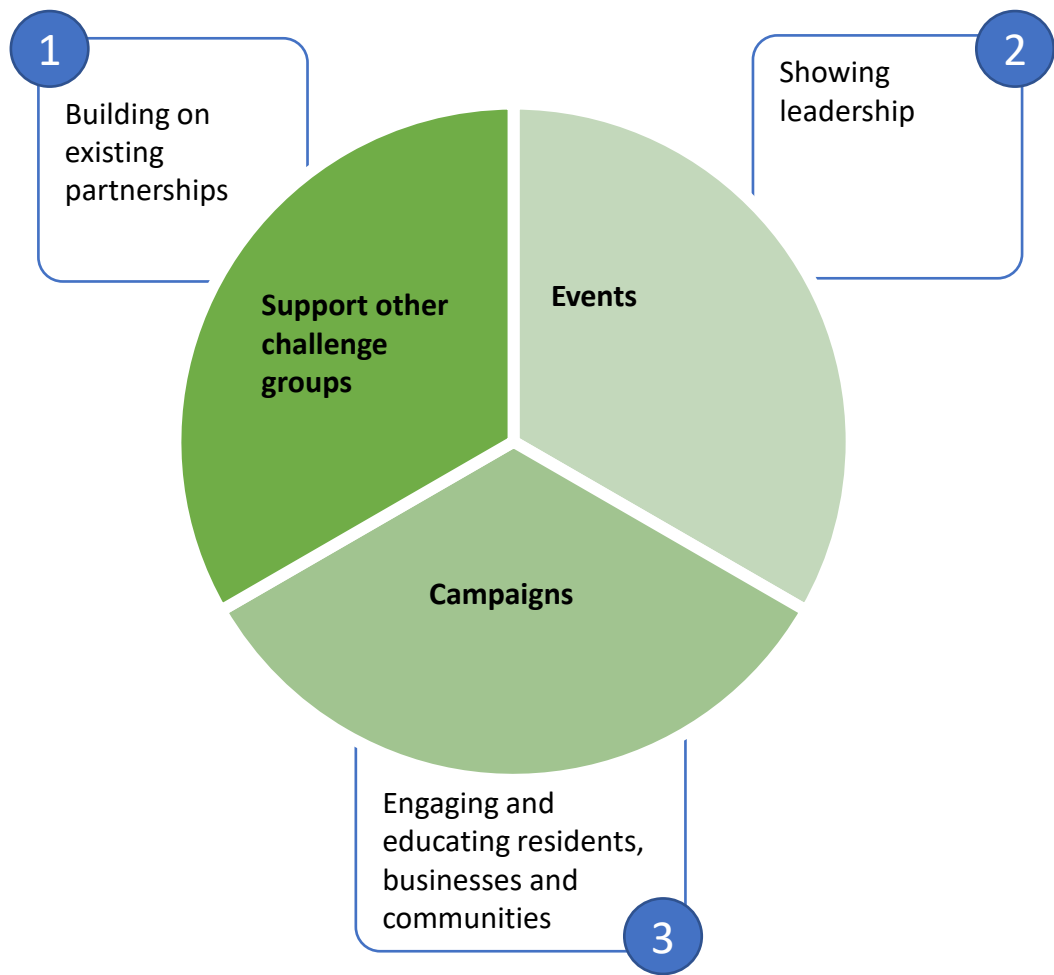 1
Building on
existing
partnerships
2
Showing
leadership
Support other
challenge
groups
Events
Campaigns
Engaging and
educating residents,
businesses and
communities
3